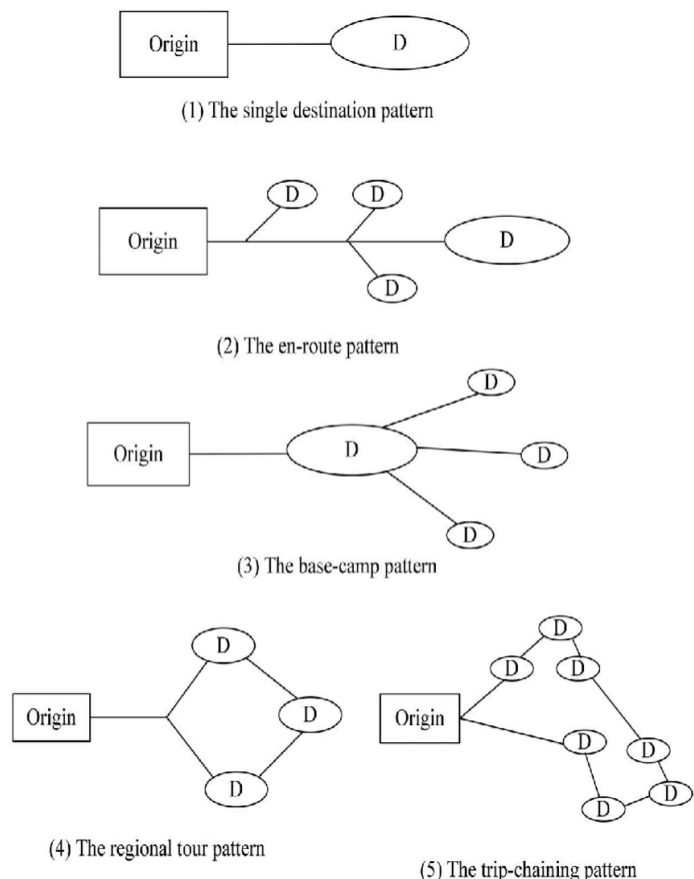 Origin
D
(1) The single destination pattern
D
D
Origin
D
D
(2) The en-route pattern
D
Origin
D
D
D
(3) The base-camp pattern
D
Origin
D
D
(4) The regional tour pattern
D
D
D
Origin
D
D
D
D
(5) The trip-chaining pattern